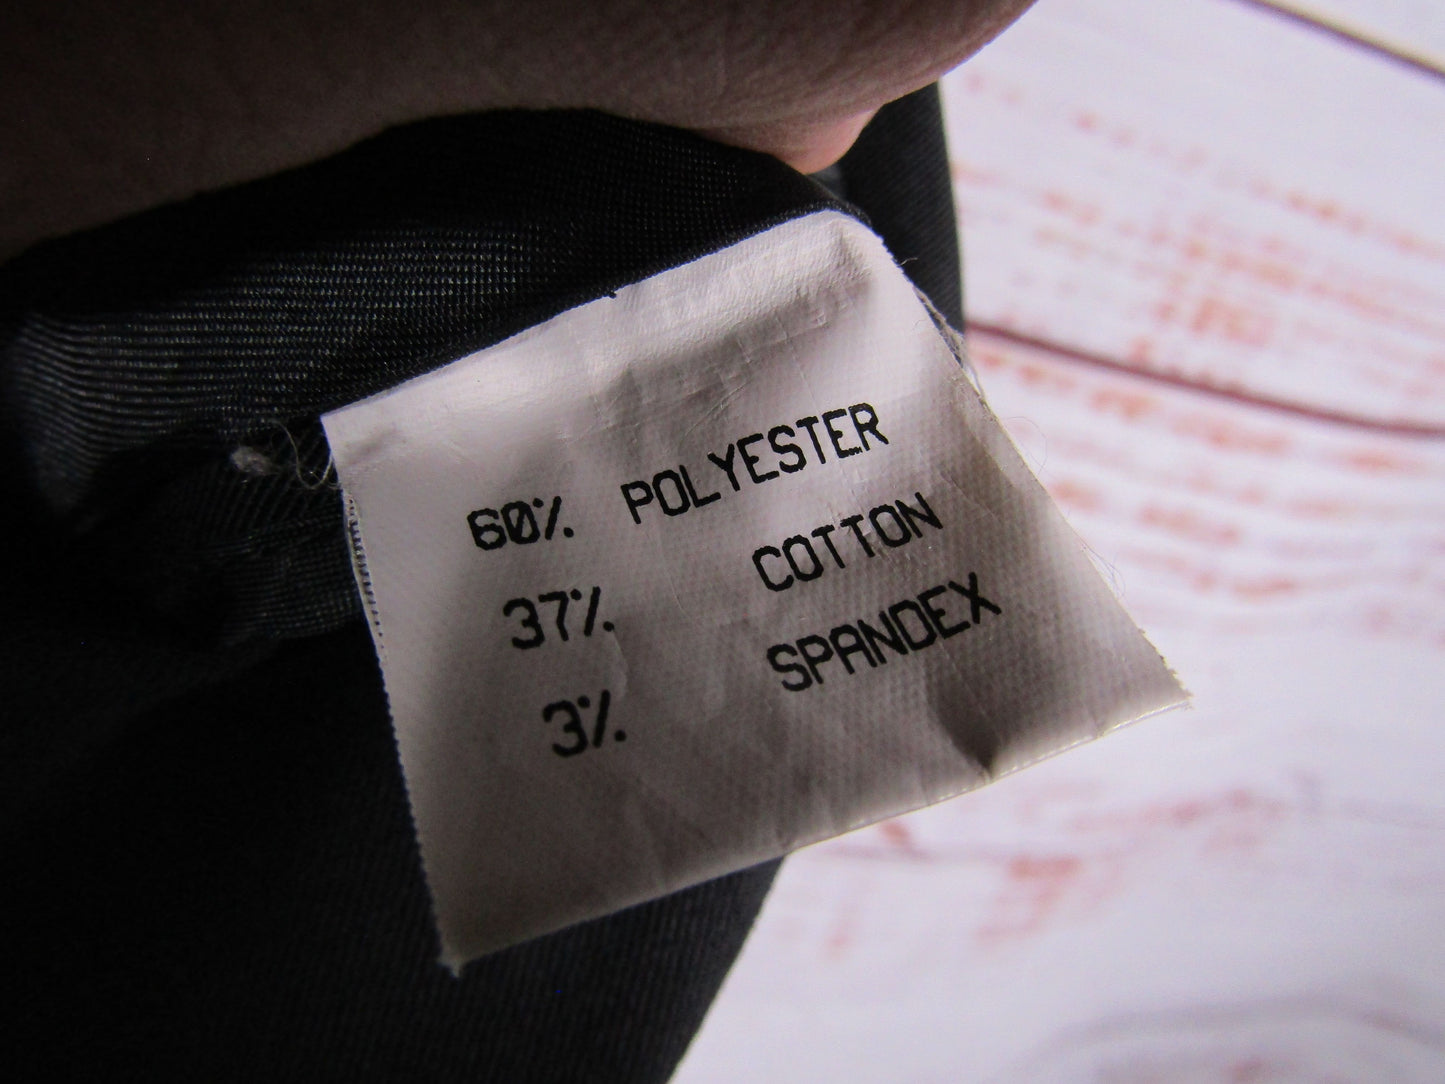 60% POLYESTER
37% COTTON
3% SPANDEX